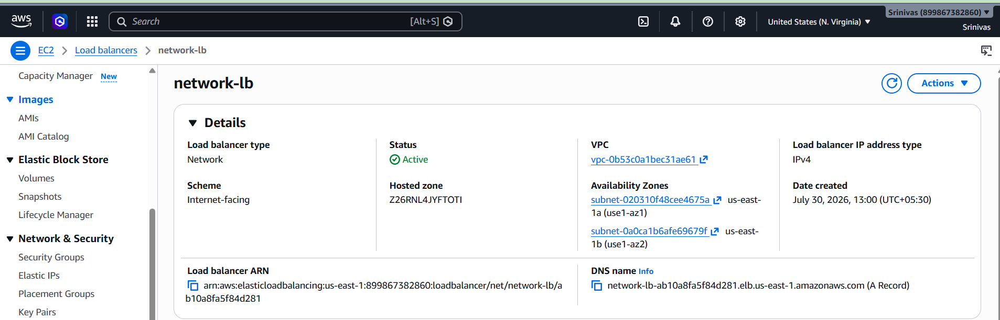 aws
Search
[Alt+S]
United States (N. Virginia)
Srinivas (899867382860)
Srinivas
EC2
Load balancers
network-lb
Capacity Manager New
Images
AMIs
AMI Catalog
Elastic Block Store
Volumes
Snapshots
Lifecycle Manager
Network & Security
Security Groups
Elastic IPs
Placement Groups
Key Pairs
network-lb
Actions
Details
Load balancer type
Network
Status
Active
VPC
vpc-0b53c0a1bec31ae61
Load balancer IP address type
IPv4
Scheme
Internet-facing
Hosted zone
Z26RNL4JYFTOTI
Availability Zones
subnet-020310f48cee4675a us-east-
1a (use1-az1)
subnet-0a0ca1b6afe69679f us-east-
1b (use1-az2)
Date created
July 30, 2026, 13:00 (UTC+05:30)
Load balancer ARN
arn:aws:elasticloadbalancing:us-east-1:899867382860:loadbalancer/net/network-lb/a
b10a8fa5f84d281
DNS name Info
network-lb-ab10a8fa5f84d281.elb.us-east-1.amazonaws.com (A Record)